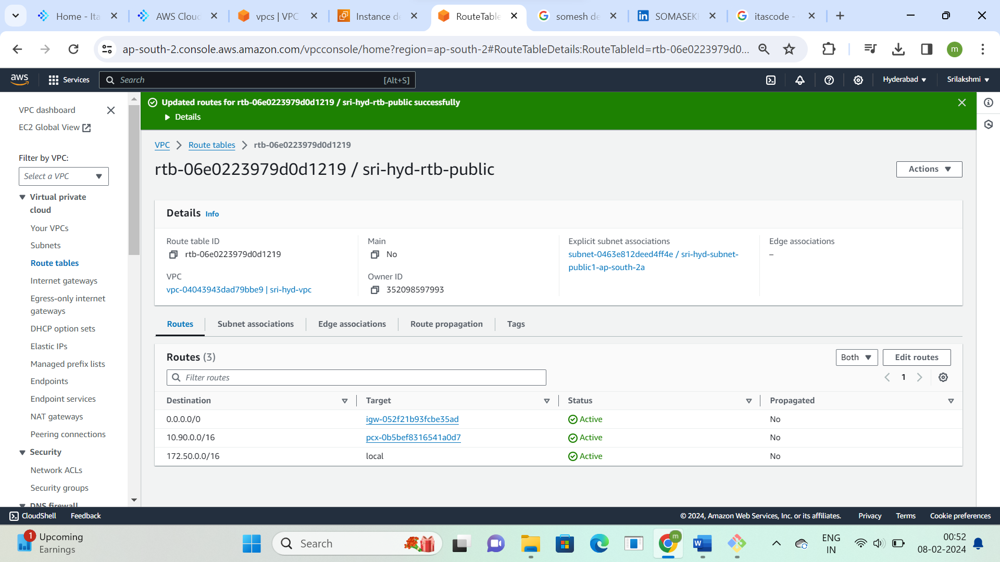 Home - Ita
AWS Cloud
vpcs | VPC
Instance de
RouteTable
somesh de
SOMASEK
itascode -
ap-south-2.console.aws.amazon.com/vpcconsole/home?region=ap-south-2#RouteTableDetails:RouteTableId=rtb-06e0223979d0...
m
aws
Services
Search
[Alt+S]
Hyderabad
Srilakshmi
VPC dashboard
EC2 Global View
Filter by VPC:
Select a VPC
Virtual private
cloud
Your VPCs
Subnets
Route tables
Internet gateways
Egress-only internet
gateways
DHCP option sets
Elastic IPs
Managed prefix lists
Endpoints
Endpoint services
NAT gateways
Peering connections
Security
Network ACLs
Security groups
DNS firewall
Updated routes for rtb-06e0223979d0d1219 / sri-hyd-rtb-public successfully
Details
VPC
Route tables
rtb-06e0223979d0d1219
rtb-06e0223979d0d1219 / sri-hyd-rtb-public
Actions
Details Info
Route table ID
rtb-06e0223979d0d1219
VPC
vpc-04043943dad79bbe9 | sri-hyd-vpc
Main
No
Owner ID
352098597993
Explicit subnet associations
subnet-0463e812deed4ff4e / sri-hyd-subnet-
public1-ap-south-2a
Edge associations
–
Routes
Subnet associations
Edge associations
Route propagation
Tags
Routes (3)
Both
Edit routes
Filter routes
1
Destination Target Status Propagated
0.0.0.0/0 igw-052f21b93fcbe35ad Active No
10.90.0.0/16 pcx-0b5bef8316541a0d7 Active No
172.50.0.0/16 local Active No
CloudShell
Feedback
© 2024, Amazon Web Services, Inc. or its affiliates.
Privacy
Terms
Cookie preferences
1
Upcoming
Earnings
Search
m
W
ENG
IN
00:52
08-02-2024